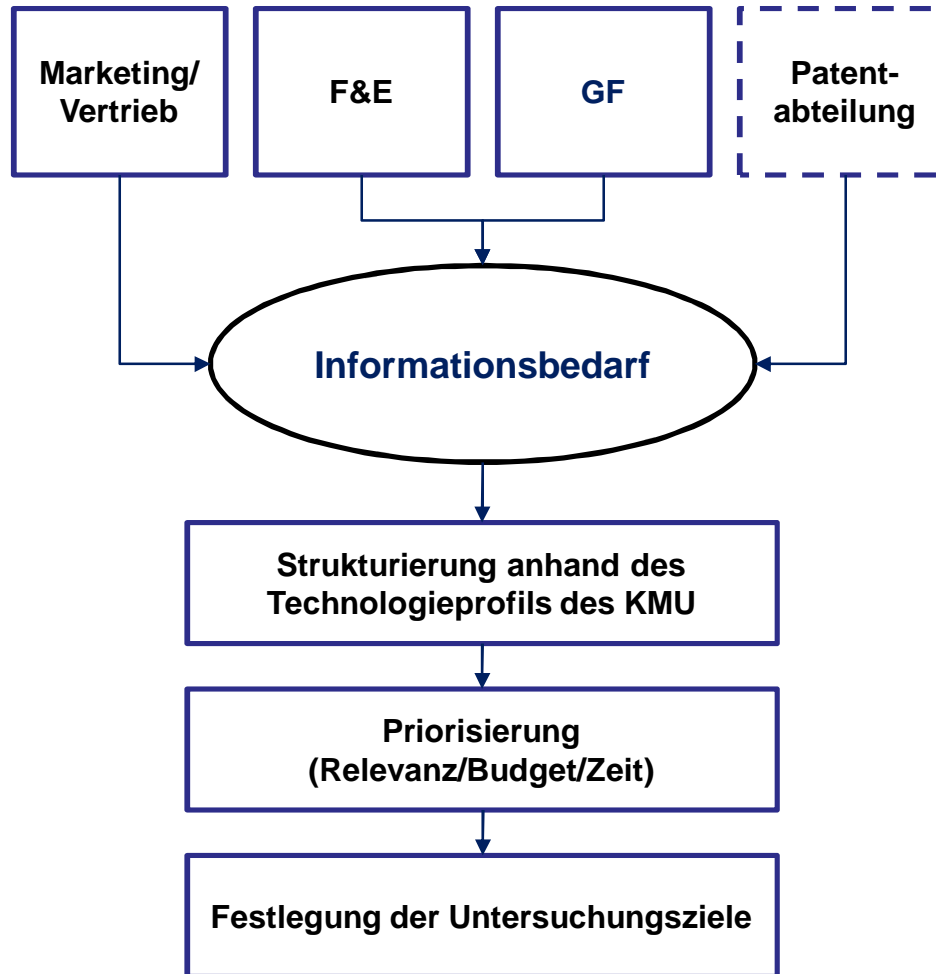 Marketing/
Vertrieb
F&E
GF
Patent-
abteilung
Informationsbedarf
Strukturierung anhand des
Technologieprofils des KMU
Priorisierung
(Relevanz/Budget/Zeit)
Festlegung der Untersuchungsziele